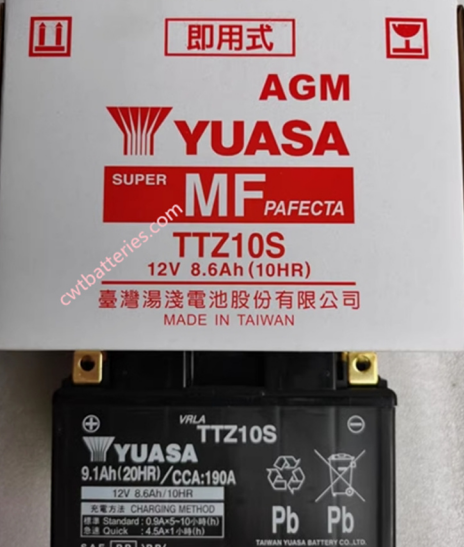 即用式
AGM
YUASA
SUPER MF PAFECTA
TTZ10S
12V 8.6Ah(10HR)
臺灣湯淺電池股份有限公司
MADE IN TAIWAN
cwtbatteries.com
VRLA TTZ10S
YUASA
9.1Ah(20HR)/CCA:190A
12V 8.6Ah/10HR
充電方法 CHARGING METHOD
標準 Standard : 0.9A×5~10小時(h)
急速 Quick : 4.5A×1小時(h)
Pb Pb
TAIWAN YUASA BATTERY CO.,LTD.